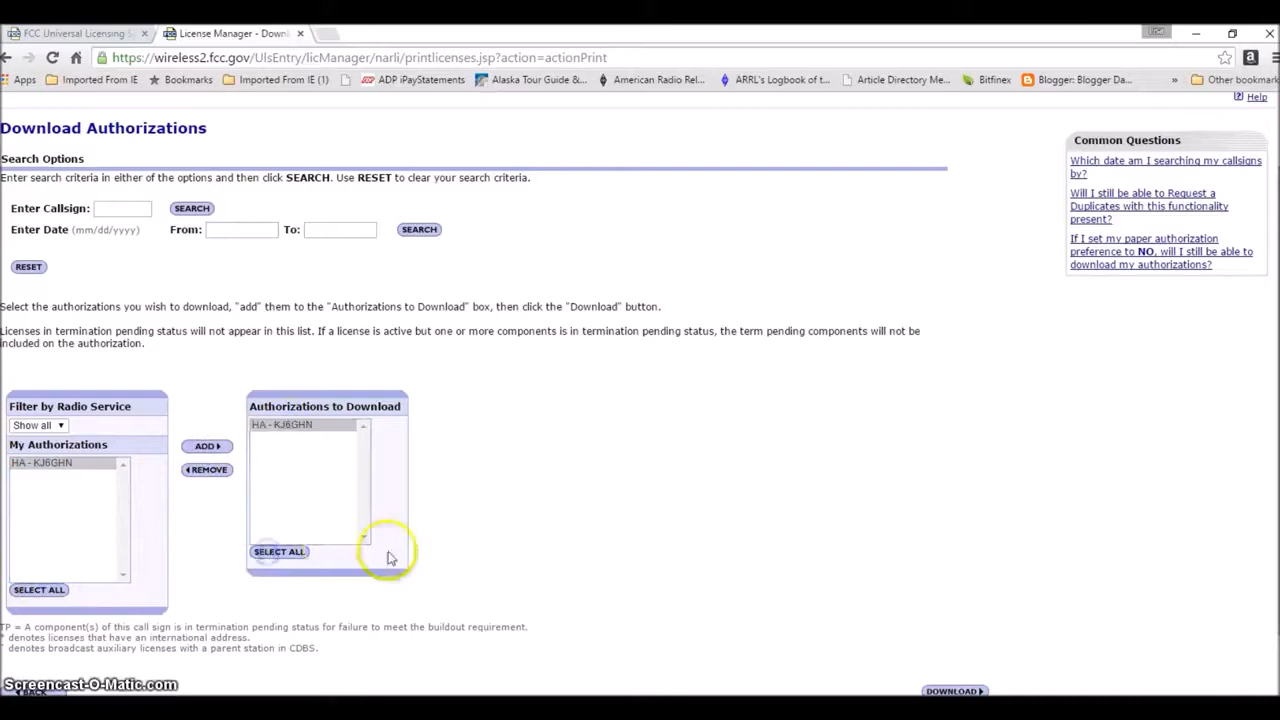 FCC Universal Licensing S
License Manager - Downl
https://wireless2.fcc.gov/UlsEntry/licManager/narli/printlicenses.jsp?action=actionPrint
Apps Imported From IE Bookmarks Imported From IE (1) ADP iPayStatements Alaska Tour Guide &... American Radio Rel... ARRL's Logbook of t... Article Directory Me... Bitfinex Blogger: Blogger Da... » Other bookmark
Help
Download Authorizations
Search Options
Enter search criteria in either of the options and then click SEARCH. Use RESET to clear your search criteria.
Enter Callsign: SEARCH
Enter Date (mm/dd/yyyy) From: To: SEARCH
RESET
Common Questions
Which date am I searching my callsigns
by?
Will I still be able to Request a
Duplicates with this functionality
present?
If I set my paper authorization
preference to NO, will I still be able to
download my authorizations?
Select the authorizations you wish to download, "add" them to the "Authorizations to Download" box, then click the "Download" button.
Licenses in termination pending status will not appear in this list. If a license is active but one or more components is in termination pending status, the term pending components will not be
included on the authorization.
Filter by Radio Service
Show all
My Authorizations
HA - KJ6GHN
SELECT ALL
ADD
REMOVE
Authorizations to Download
HA - KJ6GHN
SELECT ALL
TP = A component(s) of this call sign is in termination pending status for failure to meet the buildout requirement.
* denotes licenses that have an international address.
^ denotes broadcast auxiliary licenses with a parent station in CDBS.
BACK
DOWNLOAD
Screencast-O-Matic.com